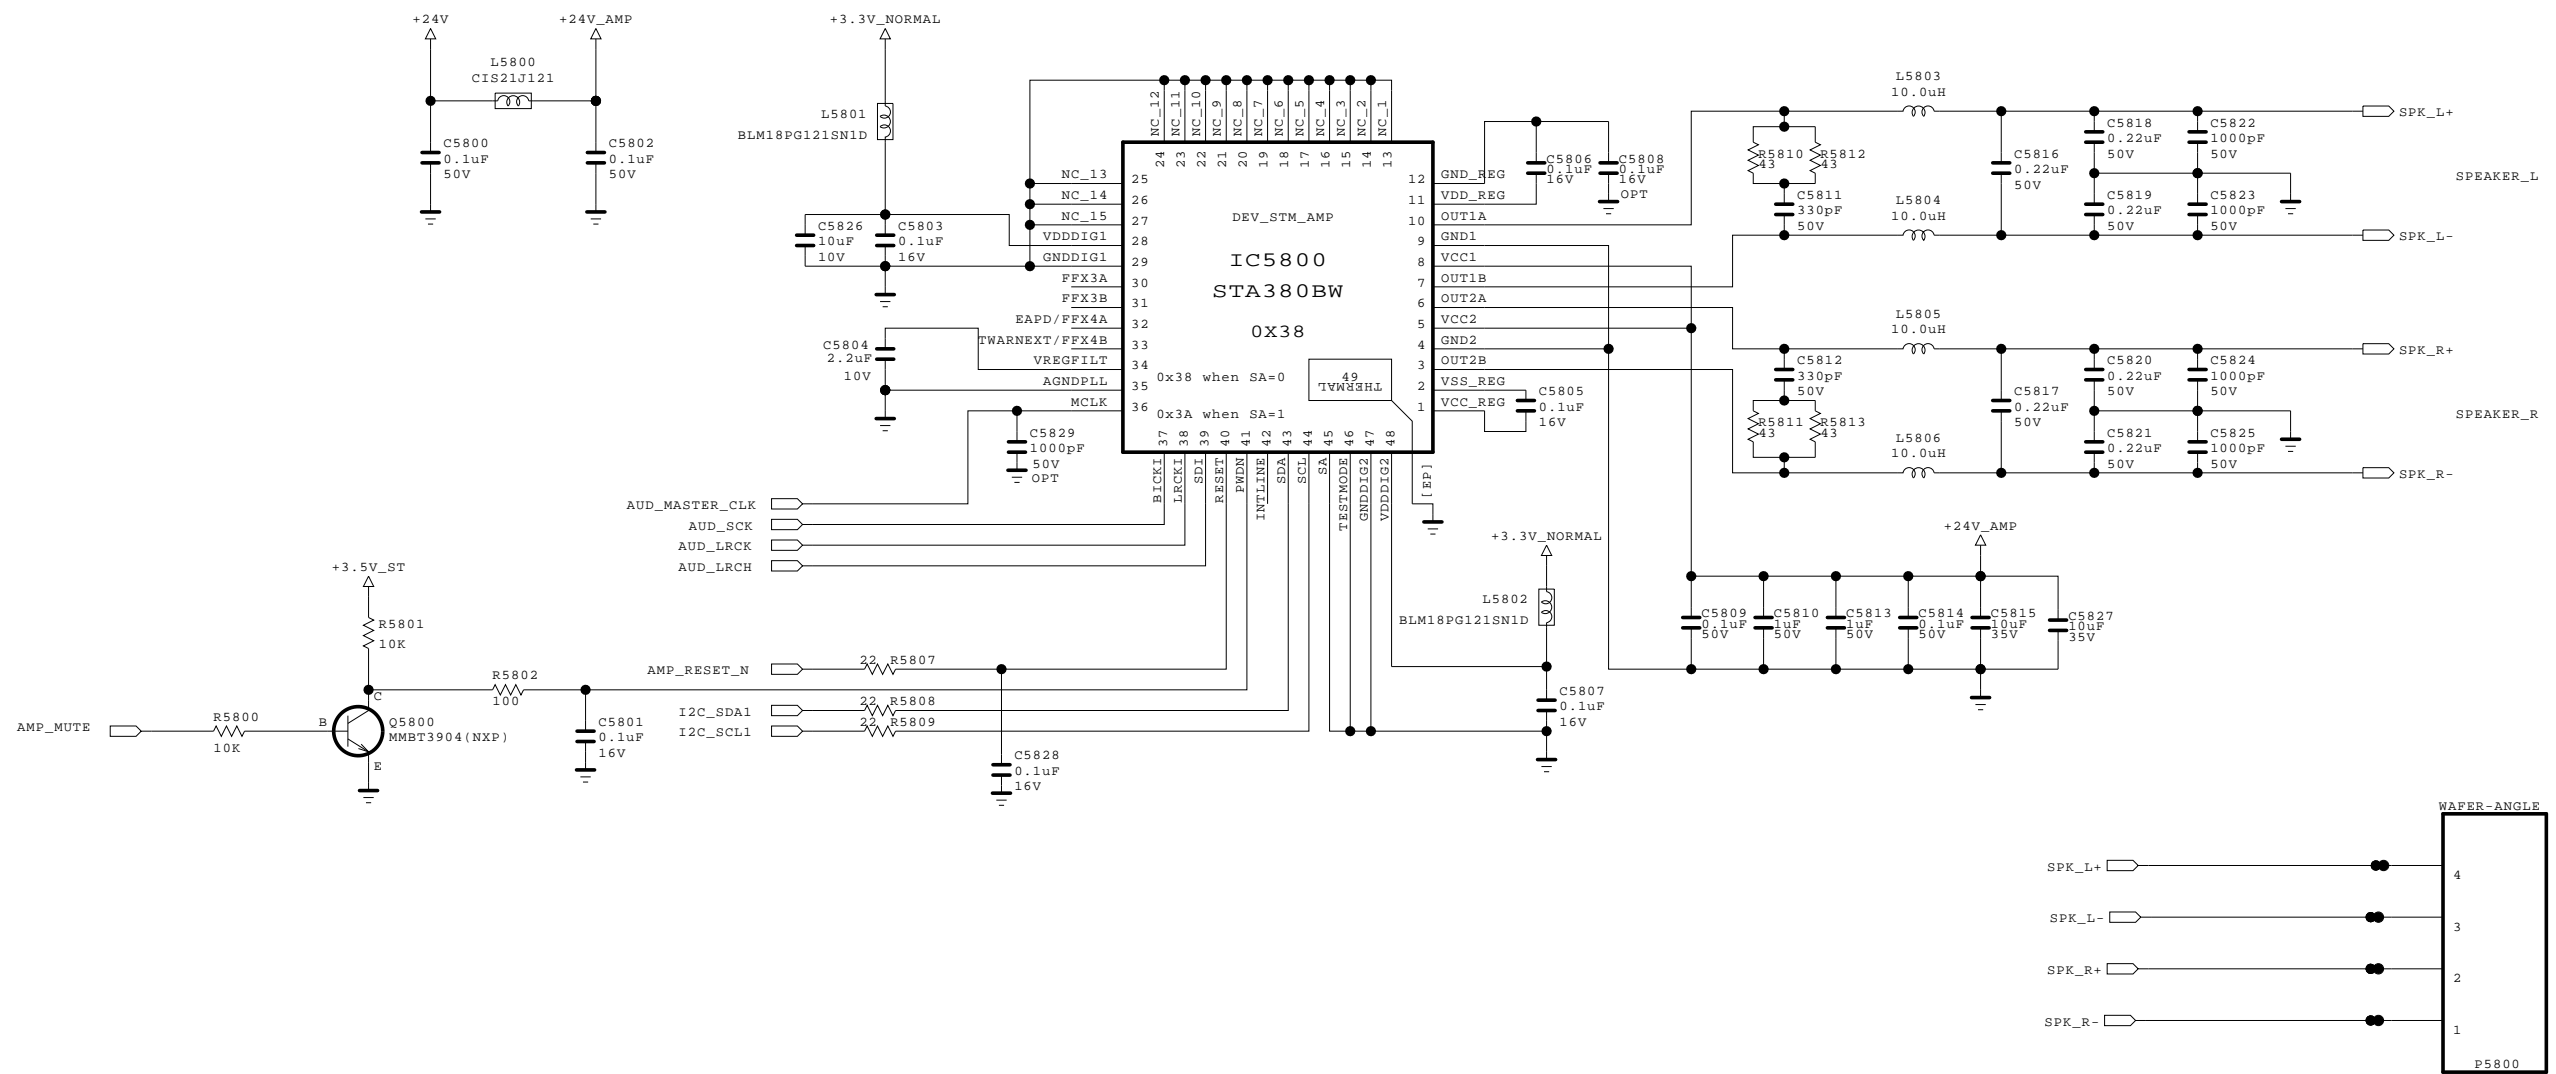 +24V
+24V_AMP
L5800
CIS21J121
C5800
0.1uF
50V
C5802
0.1uF
50V
+3.3V_NORMAL
L5801
BLM18PG121SN1D
C5826
10uF
10V
C5803
0.1uF
16V
C5804
2.2uF
10V
C5829
1000pF
50V
OPT
NC_12
NC_11
NC_10
NC_9
NC_8
NC_7
NC_6
NC_5
NC_4
NC_3
NC_2
NC_1
24
23
22
21
20
19
18
17
16
15
14
13
NC_13 25
NC_14 26
NC_15 27
VDDDIG1 28
GNDDIG1 29
FFX3A 30
FFX3B 31
EAPD/FFX4A 32
TWARNEXT/FFX4B 33
VREGFILT 34
AGNDPLL 35
MCLK 36
DEV_STM_AMP
IC5800
STA380BW
0X38
0x38 when SA=0
0x3A when SA=1
THERMAL
49
12 GND_REG
11 VDD_REG
10 OUT1A
9 GND1
8 VCC1
7 OUT1B
6 OUT2A
5 VCC2
4 GND2
3 OUT2B
2 VSS_REG
1 VCC_REG
37
38
39
40
41
42
43
44
45
46
47
48
BICKI
LRCKI
SDI
RESET
PWDN
INTLINE
SDA
SCL
SA
TESTMODE
GNDDIG2
VDDDIG2
[EP]
C5806
0.1uF
16V
C5808
0.1uF
16V
OPT
C5805
0.1uF
16V
R5810
43
R5812
43
C5811
330pF
50V
L5803
10.0uH
L5804
10.0uH
C5816
0.22uF
50V
C5818
0.22uF
50V
C5822
1000pF
50V
C5819
0.22uF
50V
C5823
1000pF
50V
SPK_L+
SPEAKER_L
SPK_L-
L5805
10.0uH
C5812
330pF
50V
R5811
43
R5813
43
L5806
10.0uH
C5817
0.22uF
50V
C5820
0.22uF
50V
C5824
1000pF
50V
C5821
0.22uF
50V
C5825
1000pF
50V
SPK_R+
SPEAKER_R
SPK_R-
AUD_MASTER_CLK
AUD_SCK
AUD_LRCK
AUD_LRCH
+3.3V_NORMAL
L5802
BLM18PG121SN1D
C5807
0.1uF
16V
+24V_AMP
C5809
0.1uF
50V
C5810
1uF
50V
C5813
1uF
50V
C5814
0.1uF
50V
C5815
10uF
35V
C5827
10uF
35V
+3.5V_ST
R5801
10K
R5802
100
C
B
E
Q5800
MMBT3904(NXP)
AMP_MUTE
R5800
10K
C5801
0.1uF
16V
AMP_RESET_N
22 R5807
I2C_SDA1
22 R5808
I2C_SCL1
22 R5809
C5828
0.1uF
16V
WAFER-ANGLE
SPK_L+
4
SPK_L-
3
SPK_R+
2
SPK_R-
1
P5800